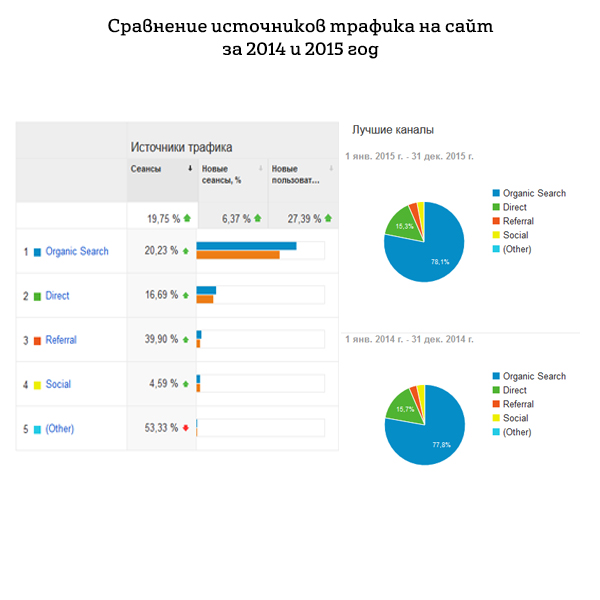 Сравнение источников трафика на сайт
за 2014 и 2015 год
Источники трафика
Сеансы
Новые
сеансы, %
Новые
пользоват...
19,75 %
6,37 %
27,39 %
1 Organic Search 20,23 %
2 Direct 16,69 %
3 Referral 39,90 %
4 Social 4,59 %
5 (Other) 53,33 %
Лучшие каналы
1 янв. 2015 г. - 31 дек. 2015 г.
15,3%
78,1%
Organic Search
Direct
Referral
Social
(Other)
1 янв. 2014 г. - 31 дек. 2014 г.
15,7%
77,8%
Organic Search
Direct
Referral
Social
(Other)